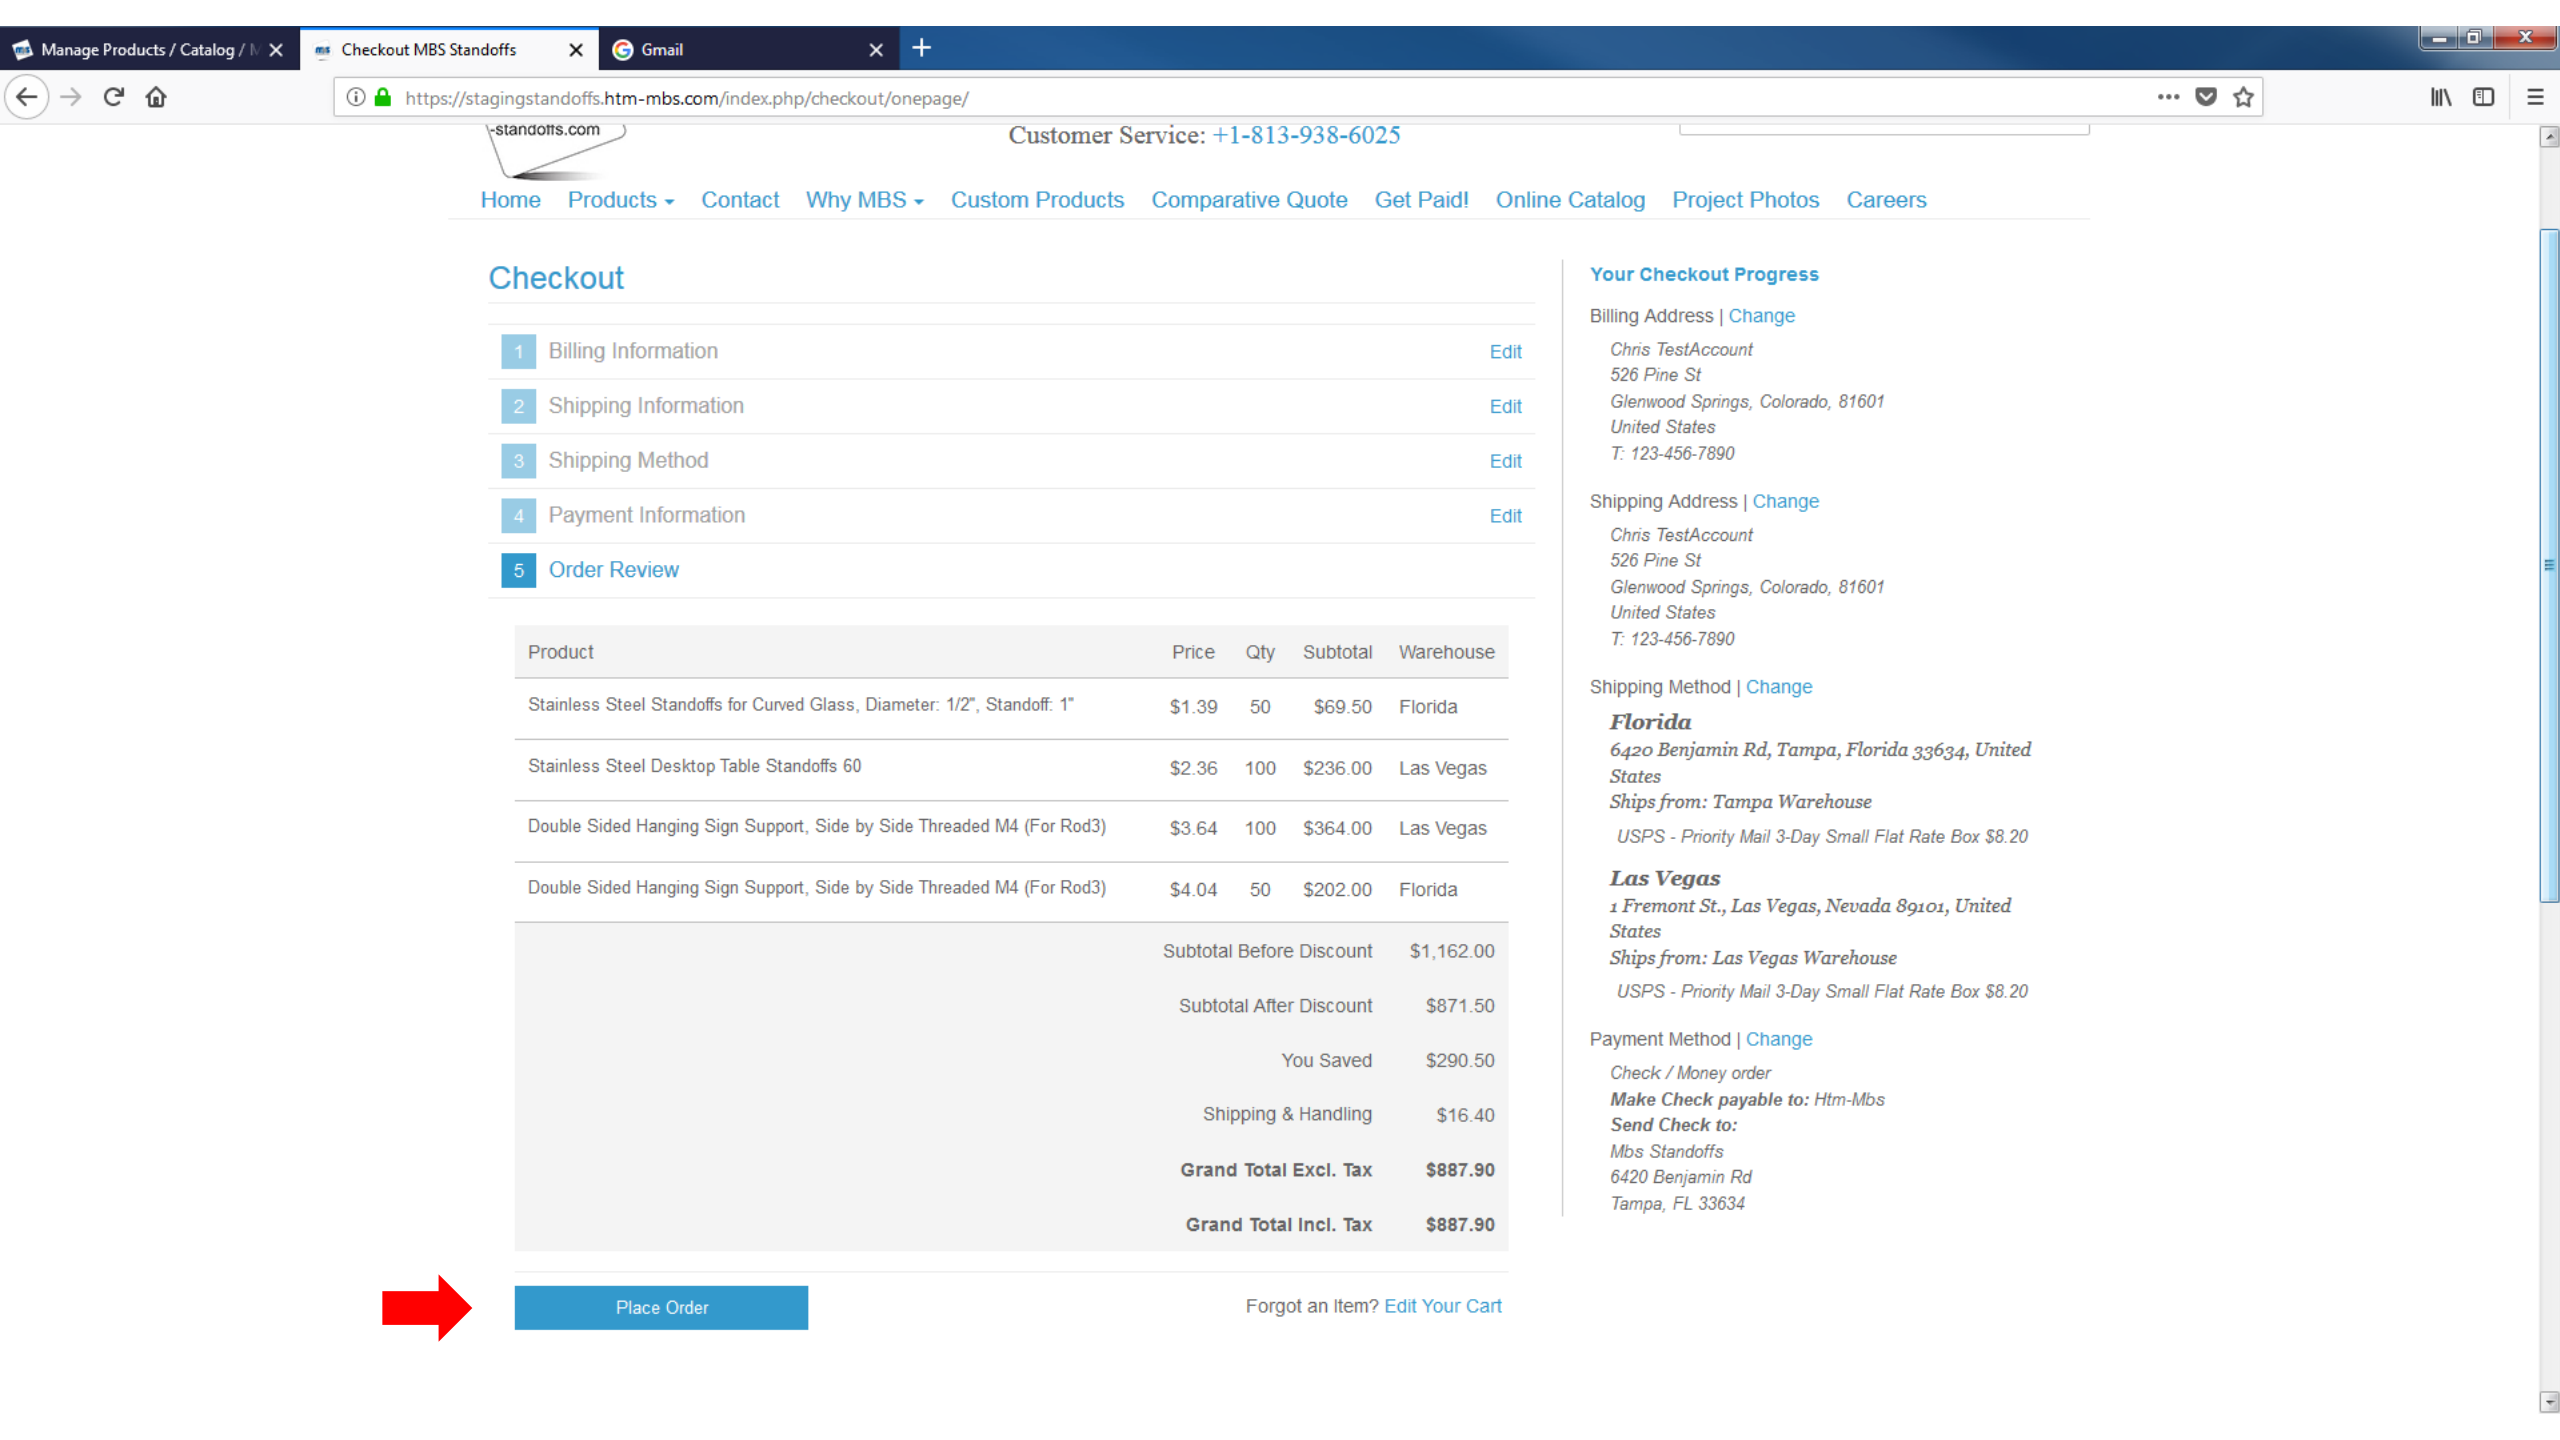 Manage Products / Catalog / M
Checkout MBS Standoffs
Gmail
https://stagingstandoffs.htm-mbs.com/index.php/checkout/onepage/
-standoffs.com
Customer Service: +1-813-938-6025
Home Products Contact Why MBS Custom Products Comparative Quote Get Paid! Online Catalog Project Photos Careers
Checkout
1 Billing Information Edit
2 Shipping Information Edit
3 Shipping Method Edit
4 Payment Information Edit
5 Order Review
Product Price Qty Subtotal Warehouse
Stainless Steel Standoffs for Curved Glass, Diameter: 1/2", Standoff: 1" $1.39 50 $69.50 Florida
Stainless Steel Desktop Table Standoffs 60 $2.36 100 $236.00 Las Vegas
Double Sided Hanging Sign Support, Side by Side Threaded M4 (For Rod3) $3.64 100 $364.00 Las Vegas
Double Sided Hanging Sign Support, Side by Side Threaded M4 (For Rod3) $4.04 50 $202.00 Florida
Subtotal Before Discount $1,162.00
Subtotal After Discount $871.50
You Saved $290.50
Shipping & Handling $16.40
Grand Total Excl. Tax $887.90
Grand Total Incl. Tax $887.90
Place Order
Forgot an Item? Edit Your Cart
Your Checkout Progress
Billing Address | Change
Chris TestAccount
526 Pine St
Glenwood Springs, Colorado, 81601
United States
T: 123-456-7890
Shipping Address | Change
Chris TestAccount
526 Pine St
Glenwood Springs, Colorado, 81601
United States
T: 123-456-7890
Shipping Method | Change
Florida
6420 Benjamin Rd, Tampa, Florida 33634, United
States
Ships from: Tampa Warehouse
USPS - Priority Mail 3-Day Small Flat Rate Box $8.20
Las Vegas
1 Fremont St., Las Vegas, Nevada 89101, United
States
Ships from: Las Vegas Warehouse
USPS - Priority Mail 3-Day Small Flat Rate Box $8.20
Payment Method | Change
Check / Money order
Make Check payable to: Htm-Mbs
Send Check to:
Mbs Standoffs
6420 Benjamin Rd
Tampa, FL 33634